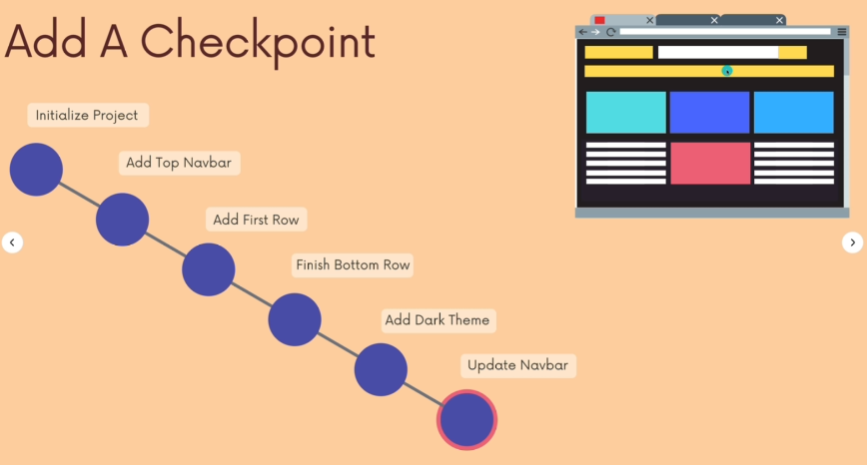 Add A Checkpoint
Initialize Project
Add Top Navbar
Add First Row
Finish Bottom Row
Add Dark Theme
Update Navbar